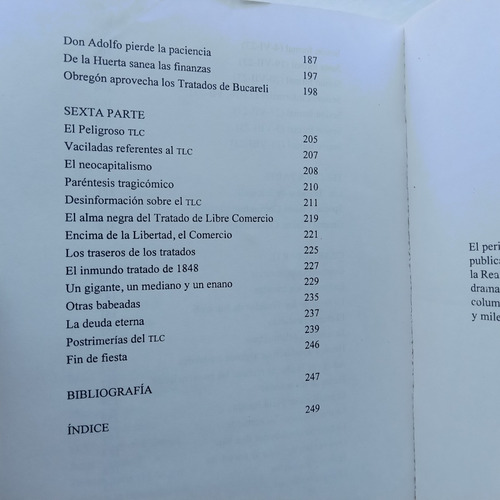 Don Adolfo pierde la paciencia 187
De la Huerta sanea las finanzas 197
Obregón aprovecha los Tratados de Bucareli 198
SEXTA PARTE
El Peligroso TLC 205
Vaciladas referentes al TLC 207
El neocapitalismo 208
Paréntesis tragicómico 210
Desinformación sobre el TLC 211
El alma negra del Tratado de Libre Comercio 219
Encima de la Libertad, el Comercio 221
Los traseros de los tratados 225
El inmundo tratado de 1848 227
Un gigante, un mediano y un enano 229
Otras babeadas 235
La deuda eterna 237
Postrimerías del TLC 239
Fin de fiesta 246
BIBLIOGRAFÍA 247
ÍNDICE 249
El peri
publica
la Rea
drama
colum
y mile